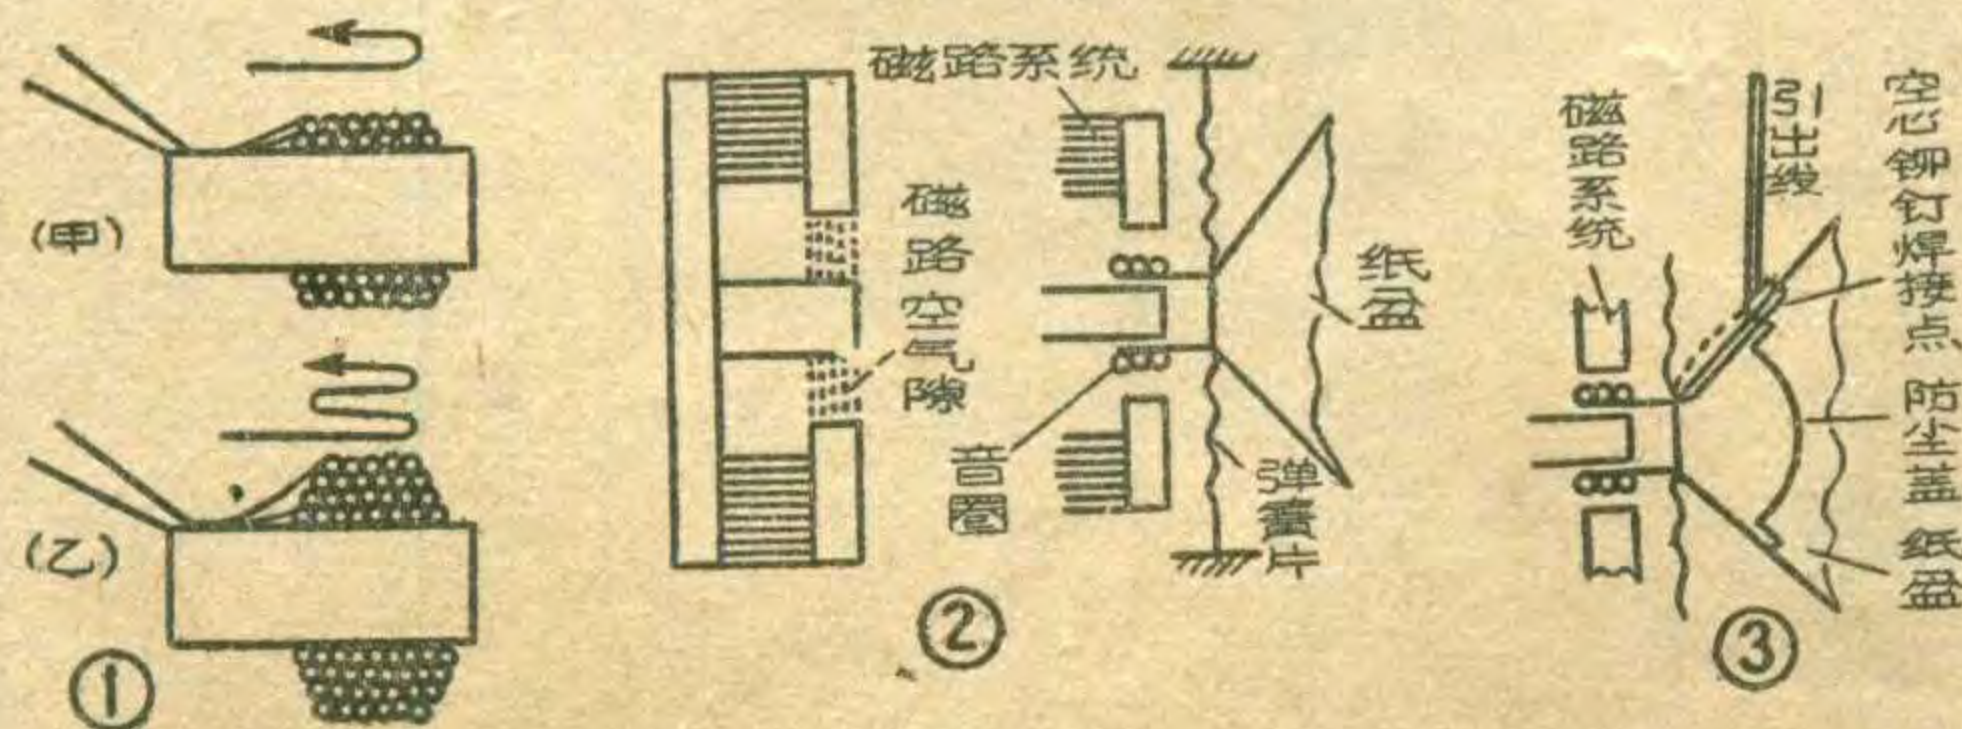 (甲)
(乙)
①
磁路系统
磁路空气隙
音圈
弹簧片
纸盆
②
磁路系统
引出线
空心铆钉焊接点
防尘盖
纸盆
③